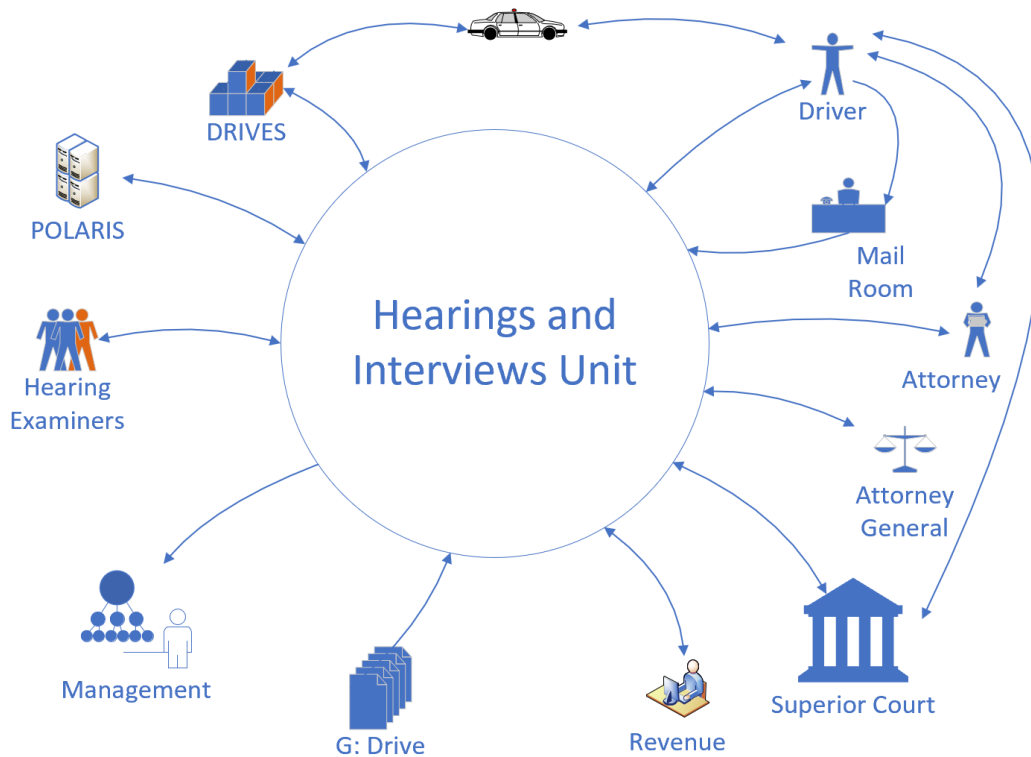 Driver
DRIVES
POLARIS
Mail
Room
Hearings and
Interviews Unit
Hearing
Examiners
Attorney
Attorney
General
Management
Superior Court
G: Drive
Revenue